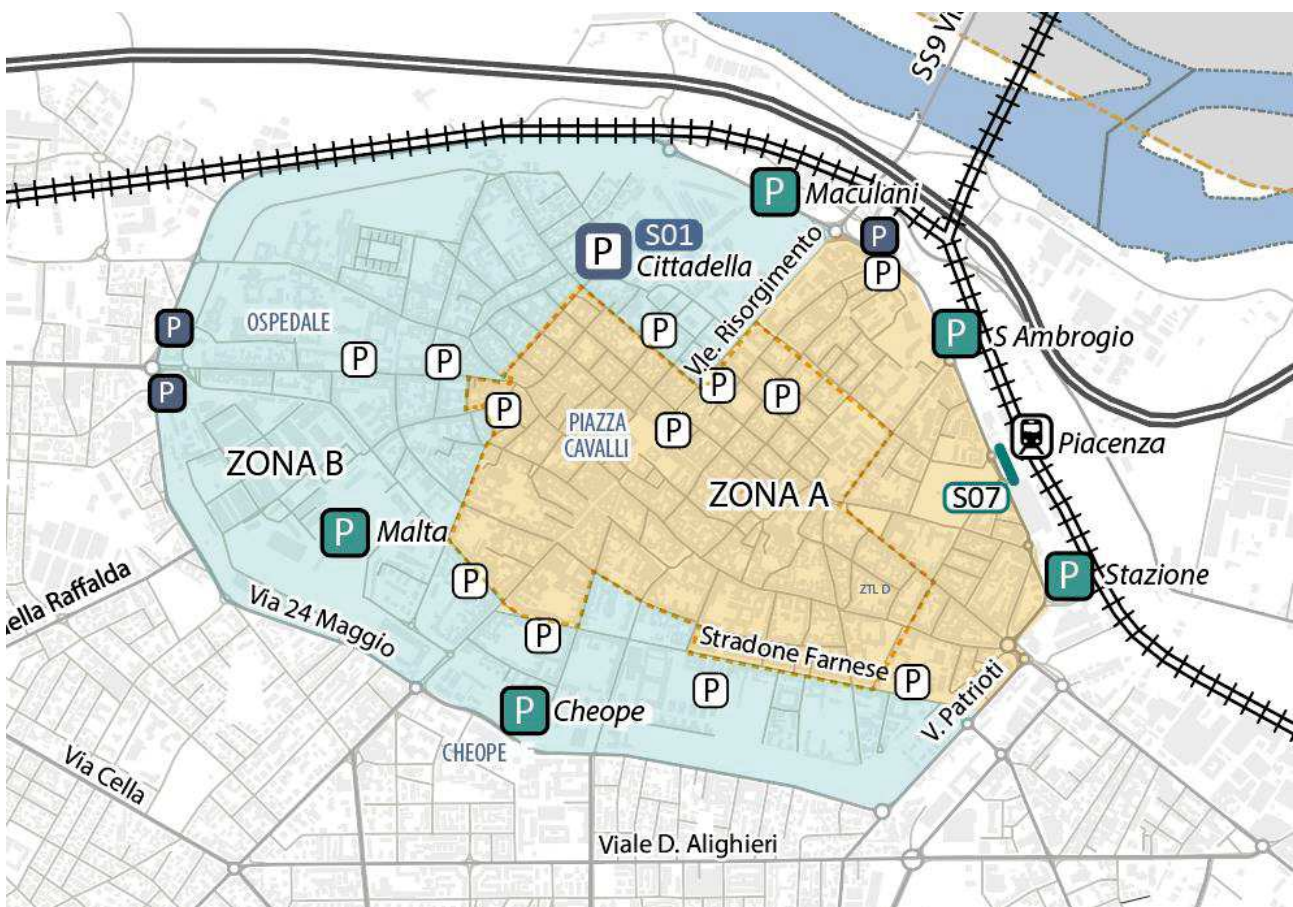 SS9 Via
P
Maculani
P
S01
Cittadella
P
P
Vle. Risorgimento
OSPEDALE
P
P
P
S Ambrogio
P
P
P
P
P
P
P
PIAZZA
CAVALLI
P
Piacenza
ZONA B
ZONA A
S07
P
Malta
P
Stazione
ella Raffalda
P
ZTL D
Via 24 Maggio
P
Stradone Farnese
P
P
V. Patrioti
P
Cheope
CHEOPE
Via Cella
Viale D. Alighieri